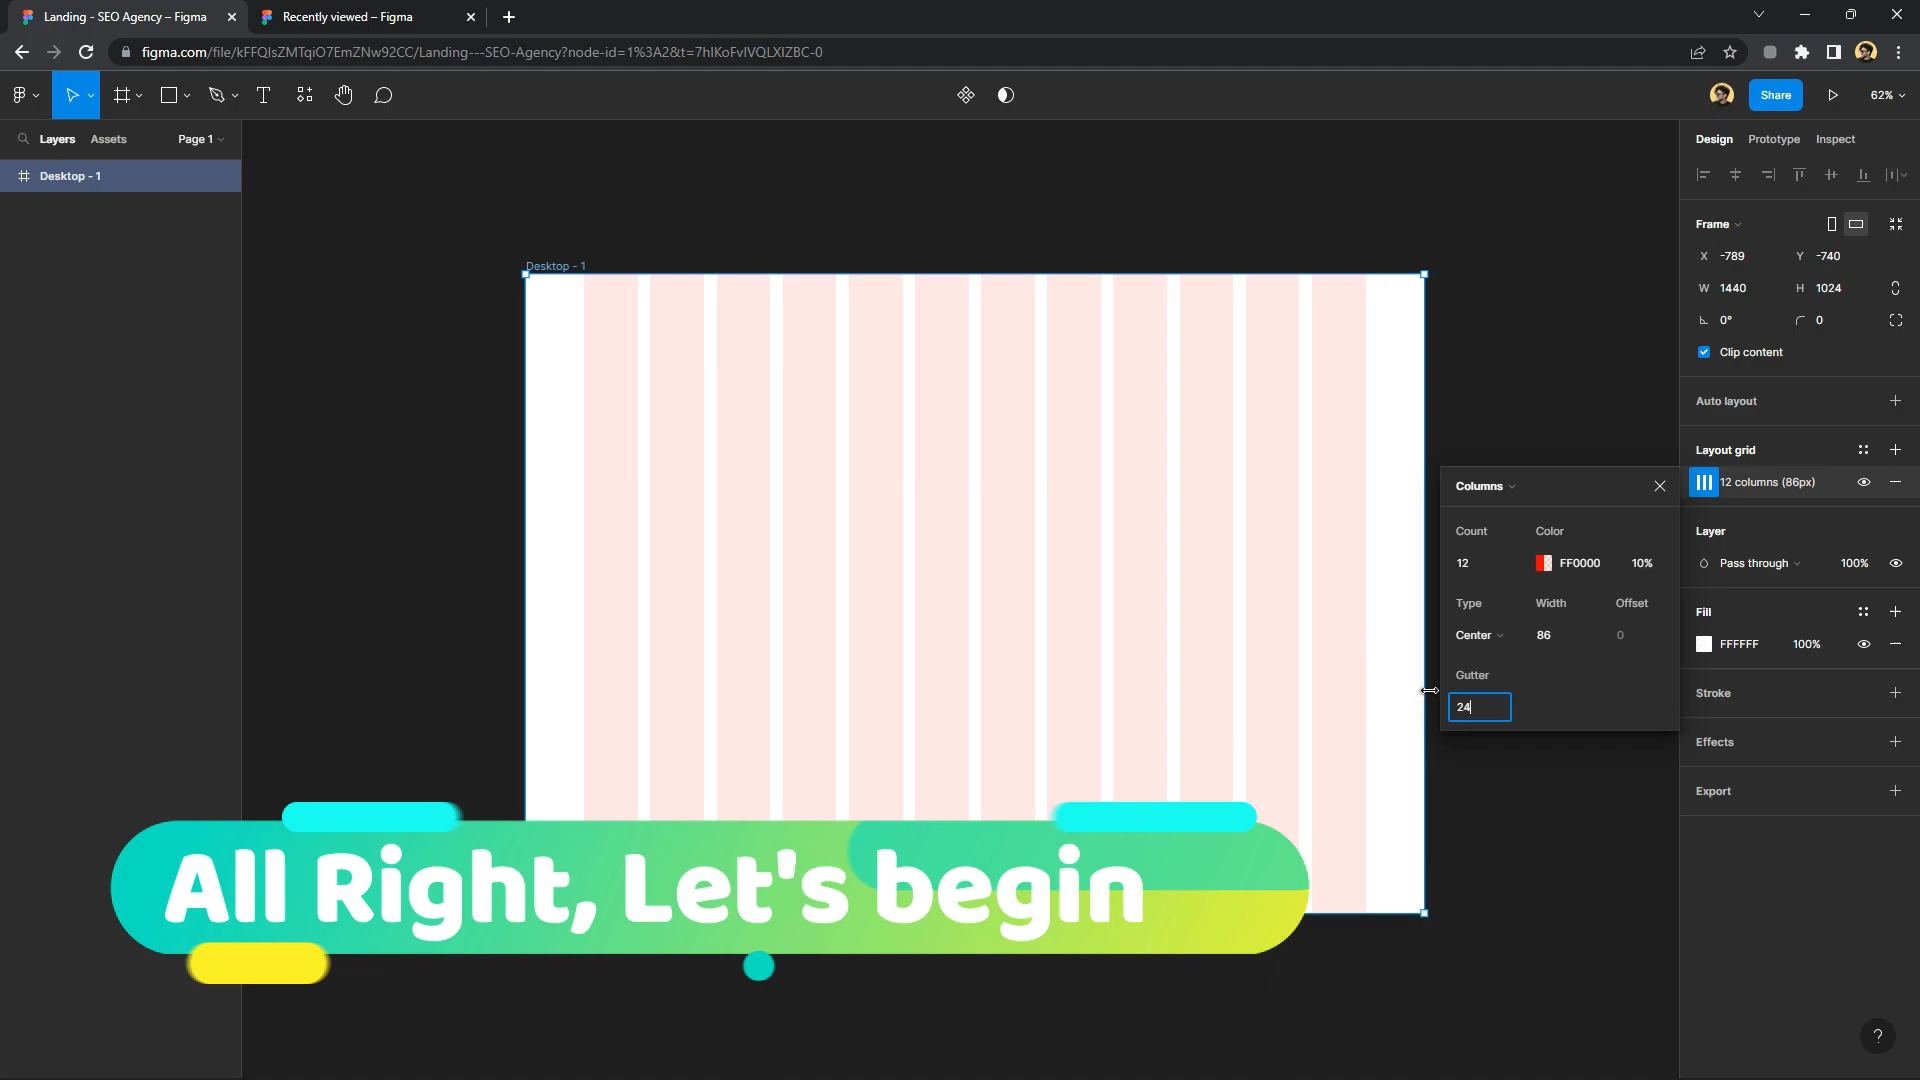 Landing - SEO Agency – Figma
Recently viewed – Figma
figma.com/file/kFFQIsZMTqiO7EmZNw92CC/Landing---SEO-Agency?node-id=1%3A2&t=7hIKoFvIVQLXIZBC-0
Share
62%
Layers
Assets
Page 1
Design
Prototype
Inspect
Desktop - 1
Frame
X -789
Y -740
Desktop - 1
W 1440
H 1024
0°
0
Clip content
Auto layout
Layout grid
12 columns (86px)
Columns
Count
Color
12
FF0000
10%
Type
Width
Offset
Center
86
0
Gutter
24
Layer
Pass through
100%
Fill
FFFFFF
100%
Stroke
Effects
Export
All Right, Let's begin
?